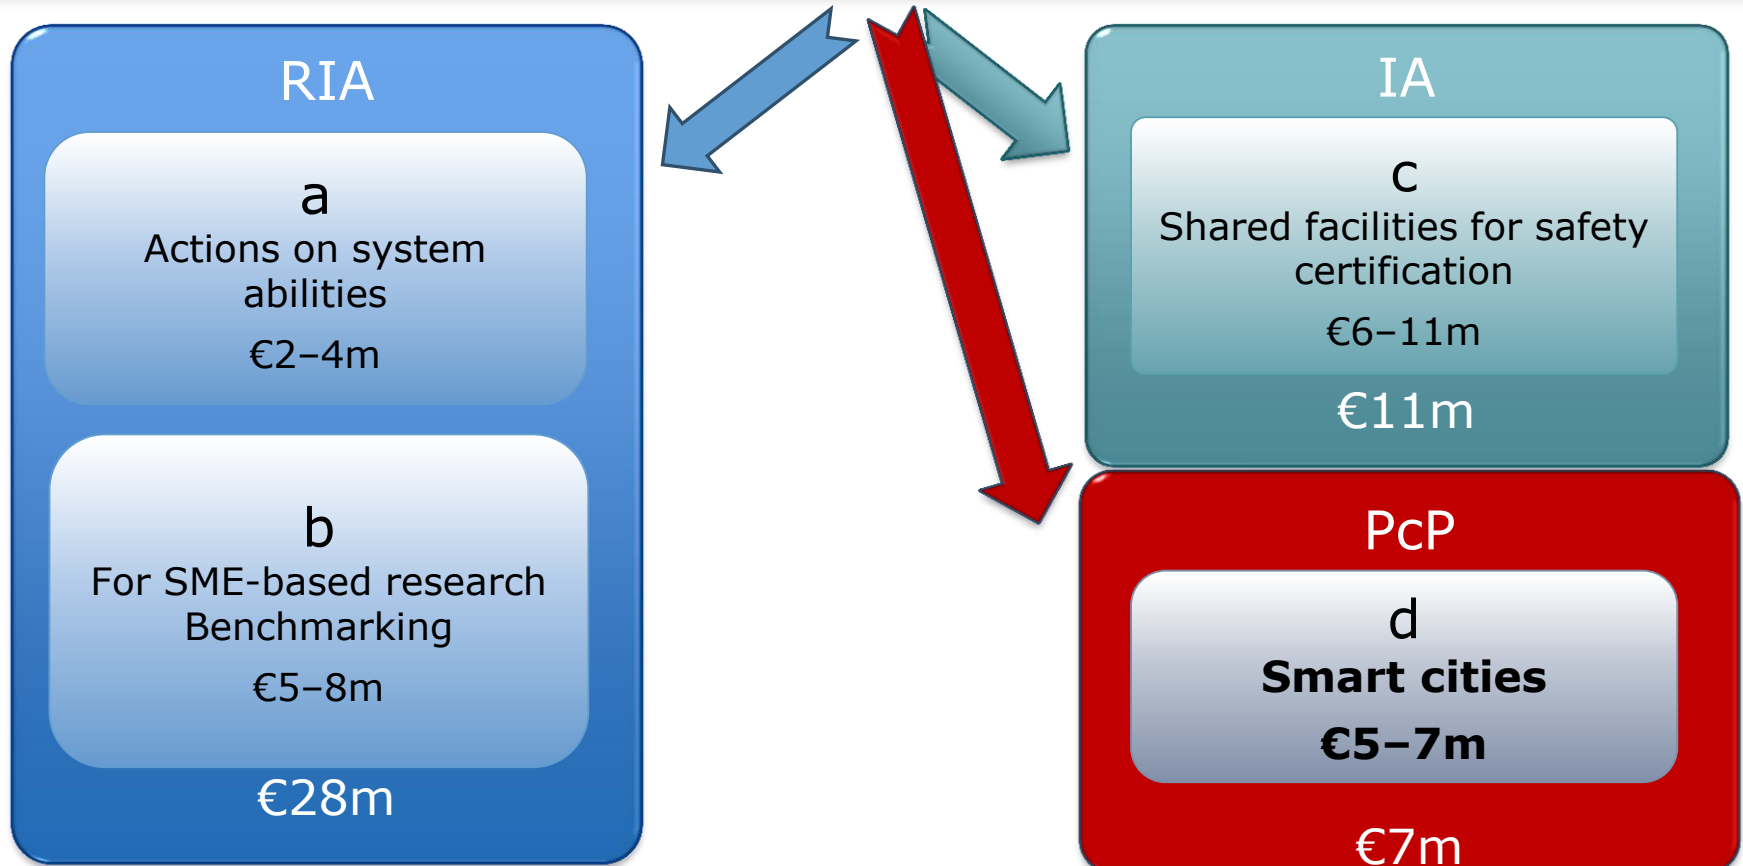 RIA
a
Actions on system
abilities
€2–4m
b
For SME-based research
Benchmarking
€5–8m
€28m
IA
c
Shared facilities for safety
certification
€6–11m
€11m
PcP
d
Smart cities
€5–7m
€7m